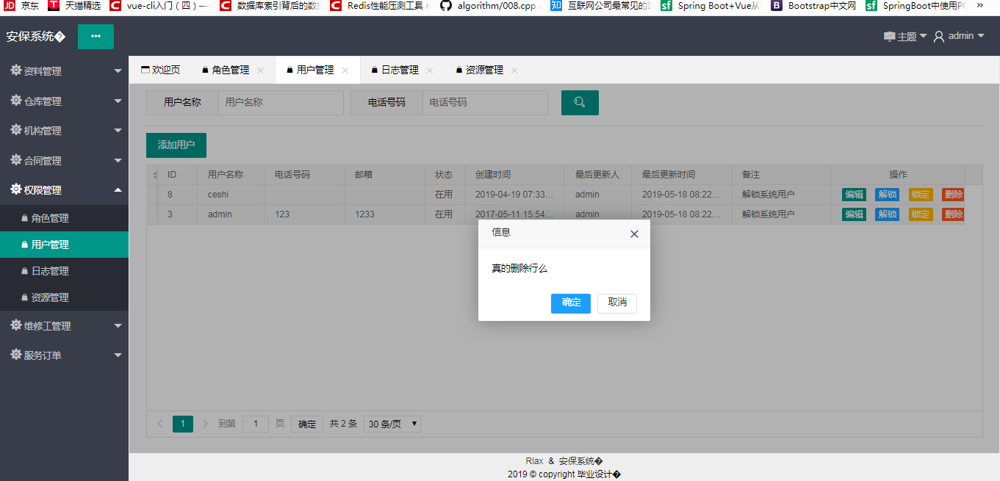 JD 京东 T 天猫精选 C vue-cli入门（四）— C 数据库索引背后的数 C Redis性能压测工具 algorithm/008.cpp 知 互联网公司最常见的 sf Spring Boot+Vue从 B Bootstrap中文网 sf SpringBoot中使用P »
安保系统� ••• 主题 admin
资料管理
仓库管理
机构管理
合同管理
权限管理
角色管理
用户管理
日志管理
资源管理
维修工管理
服务订单
欢迎页 角色管理 × 用户管理 × 日志管理 × 资源管理 ×
用户名称 用户名称 电话号码 电话号码
添加用户
ID 用户名称 电话号码 邮箱 状态 创建时间 最后更新人 最后更新时间 备注 操作
8 ceshi 在用 2019-04-19 07:33... admin 2019-05-18 08:22... 解锁系统用户 编辑 解锁 锁定 删除
3 admin 123 1233 在用 2017-05-11 15:54... admin 2019-05-18 08:22... 解锁系统用户 编辑 解锁 锁定 删除
信息 ×
真的删除行么
确定 取消
< 1 > 到第 1 页 确定 共 2 条 30 条/页
Rlax & 安保系统�
2019 © copyright 毕业设计�